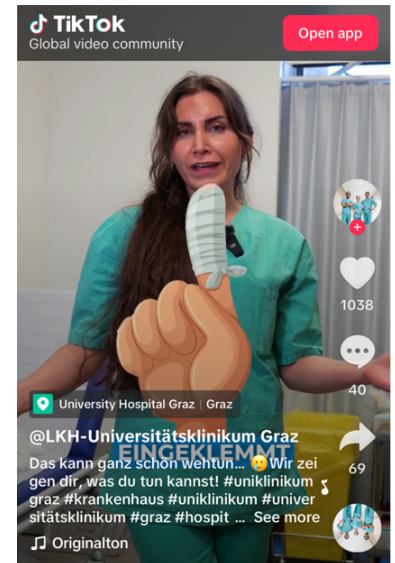 TikTok
Global video community
Open app
1038
40
69
University Hospital Graz | Graz
@LKH-Universitätsklinikum Graz
EINGEKLEMMT
Das kann ganz schön wehtun... 🥲Wir zei
gen dir, was du tun kannst! #uniklinikum
graz #krankenhaus #uniklinikum #univer
sitätsklinikum #graz #hospit ... See more
Originalton